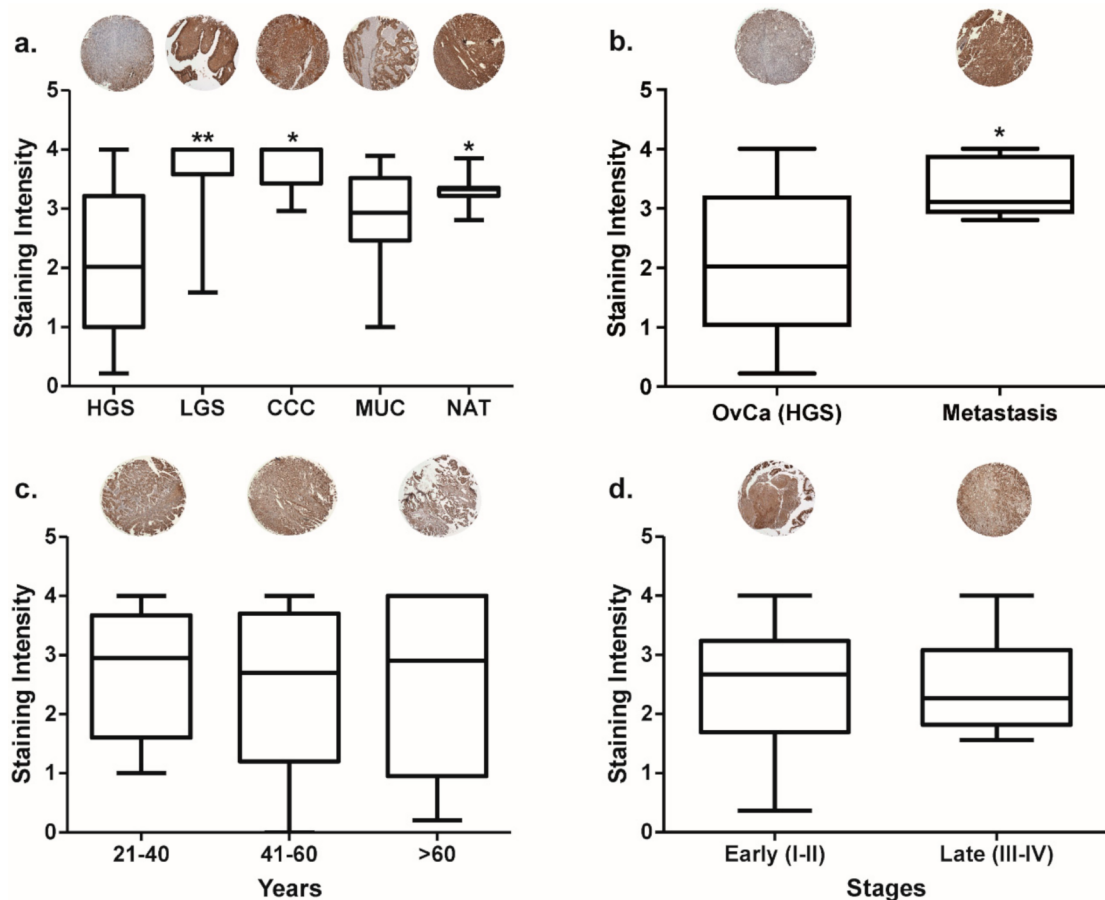 a.
Staining Intensity
5
4
3
2
1
0
** * *
HGS LGS CCC MUC NAT
b.
Staining Intensity
5
4
3
2
1
0
*
OvCa (HGS) Metastasis
c.
Staining Intensity
5
4
3
2
1
0
21-40 41-60 >60
Years
d.
Staining Intensity
5
4
3
2
1
0
Early (I-II) Late (III-IV)
Stages